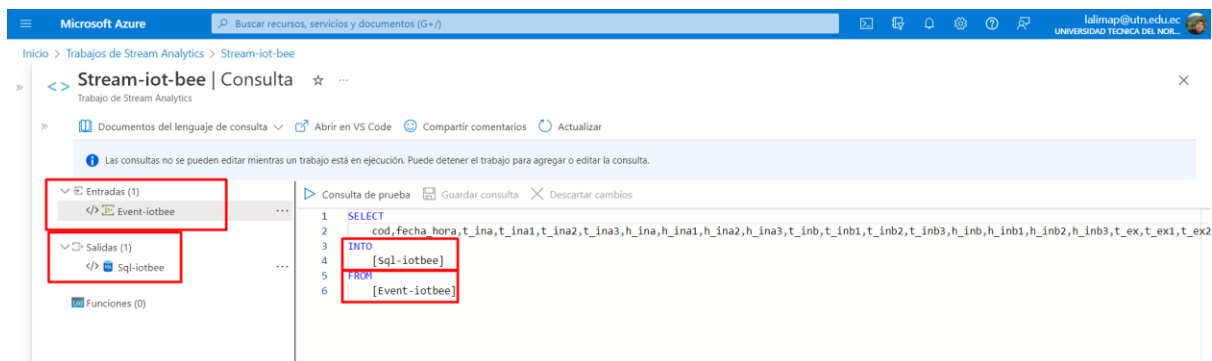 Microsoft Azure
Buscar recursos, servicios y documentos (G+/)
lalimap@utn.edu.ec
UNIVERSIDAD TECNICA DEL NOR...
Inicio > Trabajos de Stream Analytics > Stream-iot-bee
Stream-iot-bee | Consulta
Trabajo de Stream Analytics
Documentos del lenguaje de consulta
Abrir en VS Code
Compartir comentarios
Actualizar
Las consultas no se pueden editar mientras un trabajo está en ejecución. Puede detener el trabajo para agregar o editar la consulta.
Entradas (1)
Event-iotbee
Salidas (1)
Sql-iotbee
Funciones (0)
Consulta de prueba
Guardar consulta
Descartar cambios
1 SELECT
2 cod,fecha_hora,t_ina,t_ina1,t_ina2,t_ina3,h_ina,h_ina1,h_ina2,h_ina3,t_inb,t_inb1,t_inb2,t_inb3,h_inb,h_inb1,h_inb2,h_inb3,t_ex,t_ex1,t_ex2
3 INTO
4 [Sql-iotbee]
5 FROM
6 [Event-iotbee]